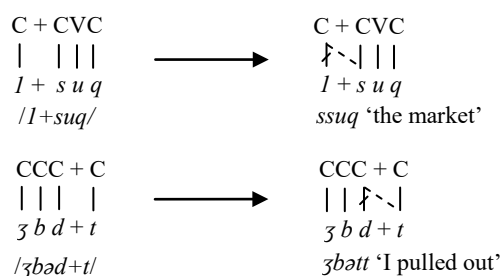 C + CVC C + CVC
l + s u q l + s u q
/l+suq/ ssuq ‘the market’
CCC + C CCC + C
ʒ b d + t ʒ b d + t
/ʒbəd+t/ ʒbətt ‘I pulled out’